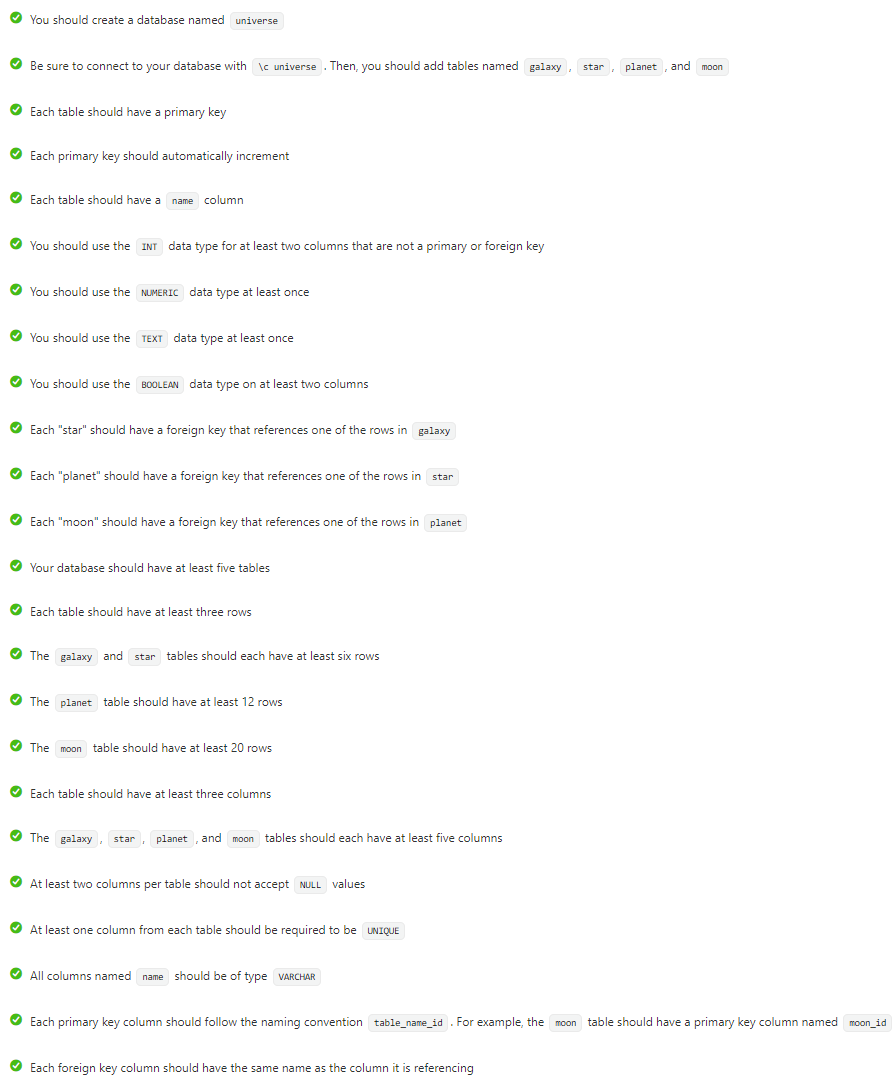 You should create a database named universe
Be sure to connect to your database with \c universe. Then, you should add tables named galaxy, star, planet, and moon
Each table should have a primary key
Each primary key should automatically increment
Each table should have a name column
You should use the INT data type for at least two columns that are not a primary or foreign key
You should use the NUMERIC data type at least once
You should use the TEXT data type at least once
You should use the BOOLEAN data type on at least two columns
Each "star" should have a foreign key that references one of the rows in galaxy
Each "planet" should have a foreign key that references one of the rows in star
Each "moon" should have a foreign key that references one of the rows in planet
Your database should have at least five tables
Each table should have at least three rows
The galaxy and star tables should each have at least six rows
The planet table should have at least 12 rows
The moon table should have at least 20 rows
Each table should have at least three columns
The galaxy, star, planet, and moon tables should each have at least five columns
At least two columns per table should not accept NULL values
At least one column from each table should be required to be UNIQUE
All columns named name should be of type VARCHAR
Each primary key column should follow the naming convention table_name_id. For example, the moon table should have a primary key column named moon_id
Each foreign key column should have the same name as the column it is referencing